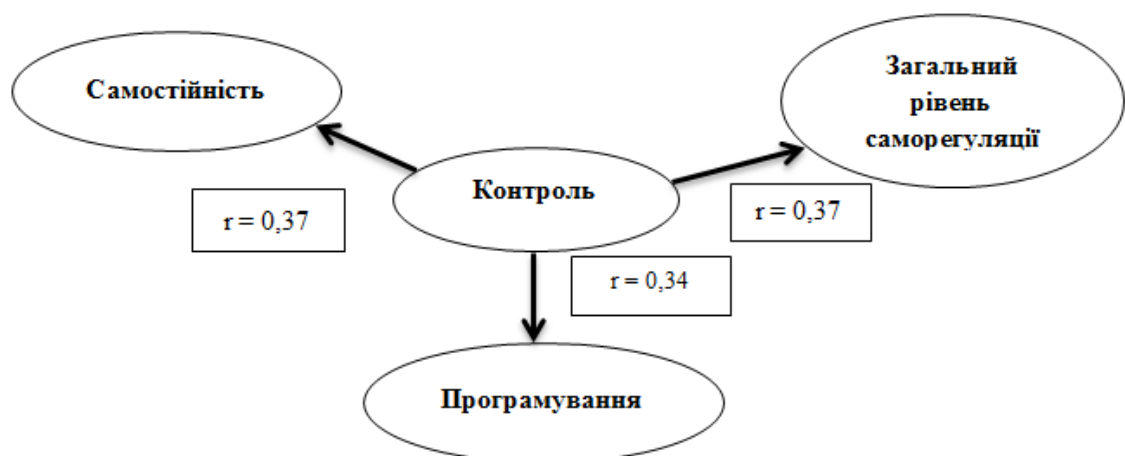 Самостійність
Загальний
рівень
саморегуляції
Контроль
r = 0,37
r = 0,37
r = 0,34
Програмування